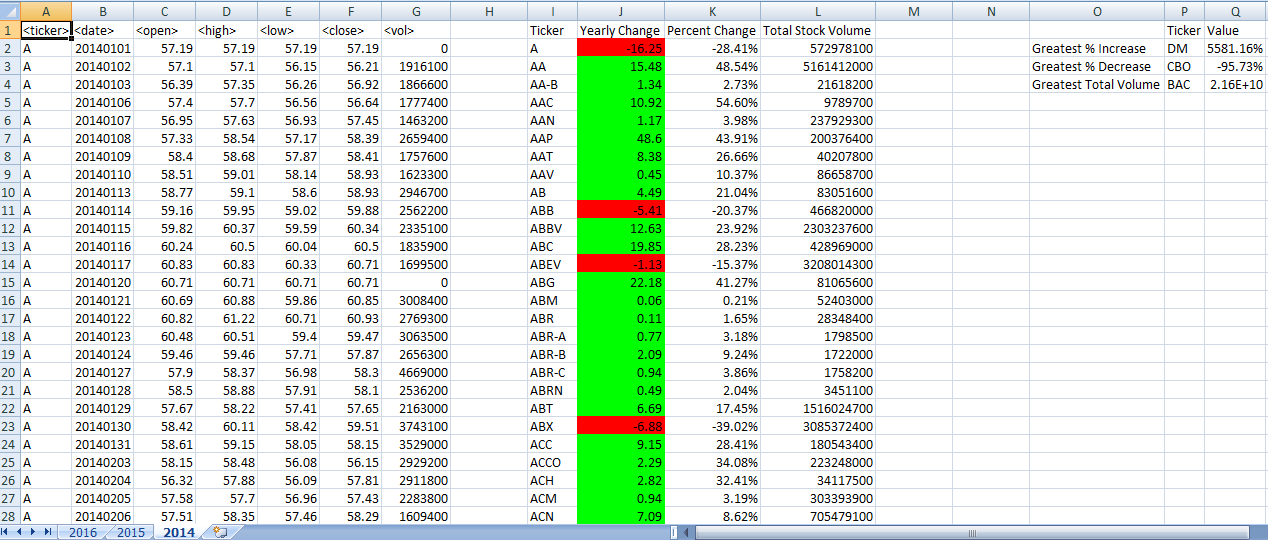 A B C D E F G H I J K L M N O P Q
1 <ticker> <date> <open> <high> <low> <close> <vol> Ticker Yearly Change Percent Change Total Stock Volume Ticker Value
2 A 20140101 57.19 57.19 57.19 57.19 0 A -16.25 -28.41% 572978100 Greatest % Increase DM 5581.16%
3 A 20140102 57.1 57.1 56.15 56.21 1916100 AA 15.48 48.54% 5161412000 Greatest % Decrease CBO -95.73%
4 A 20140103 56.39 57.35 56.26 56.92 1866600 AA-B 1.34 2.73% 21618200 Greatest Total Volume BAC 2.16E+10
5 A 20140106 57.4 57.7 56.56 56.64 1777400 AAC 10.92 54.60% 9789700
6 A 20140107 56.95 57.63 56.93 57.45 1463200 AAN 1.17 3.98% 237929300
7 A 20140108 57.33 58.54 57.17 58.39 2659400 AAP 48.6 43.91% 200376400
8 A 20140109 58.4 58.68 57.87 58.41 1757600 AAT 8.38 26.66% 40207800
9 A 20140110 58.51 59.01 58.14 58.93 1623300 AAV 0.45 10.37% 86658700
10 A 20140113 58.77 59.1 58.6 58.93 2946700 AB 4.49 21.04% 83051600
11 A 20140114 59.16 59.95 59.02 59.88 2562200 ABB -5.41 -20.37% 466820000
12 A 20140115 59.82 60.37 59.59 60.34 2335100 ABBV 12.63 23.92% 2303237600
13 A 20140116 60.24 60.5 60.04 60.5 1835900 ABC 19.85 28.23% 428969000
14 A 20140117 60.83 60.83 60.33 60.71 1699500 ABEV -1.13 -15.37% 3208014300
15 A 20140120 60.71 60.71 60.71 60.71 0 ABG 22.18 41.27% 81065600
16 A 20140121 60.69 60.88 59.86 60.85 3008400 ABM 0.06 0.21% 52403000
17 A 20140122 60.82 61.22 60.71 60.93 2769300 ABR 0.11 1.65% 28348400
18 A 20140123 60.48 60.51 59.4 59.47 3063500 ABR-A 0.77 3.18% 1798500
19 A 20140124 59.46 59.46 57.71 57.87 2656300 ABR-B 2.09 9.24% 1722000
20 A 20140127 57.9 58.37 56.98 58.3 4669000 ABR-C 0.94 3.86% 1758200
21 A 20140128 58.5 58.88 57.91 58.1 2536200 ABRN 0.49 2.04% 3451100
22 A 20140129 57.67 58.22 57.41 57.65 2163000 ABT 6.69 17.45% 1516024700
23 A 20140130 58.42 60.11 58.42 59.51 3743100 ABX -6.88 -39.02% 3085372400
24 A 20140131 58.61 59.15 58.05 58.15 3529000 ACC 9.15 28.41% 180543400
25 A 20140203 58.15 58.48 56.08 56.15 2929200 ACCO 2.29 34.08% 223248000
26 A 20140204 56.32 57.88 56.09 57.81 2911800 ACH 2.82 32.41% 34117500
27 A 20140205 57.58 57.7 56.96 57.43 2283800 ACM 0.94 3.19% 303393900
28 A 20140206 57.51 58.35 57.46 58.29 1609400 ACN 7.09 8.62% 705479100
2016 2015 2014